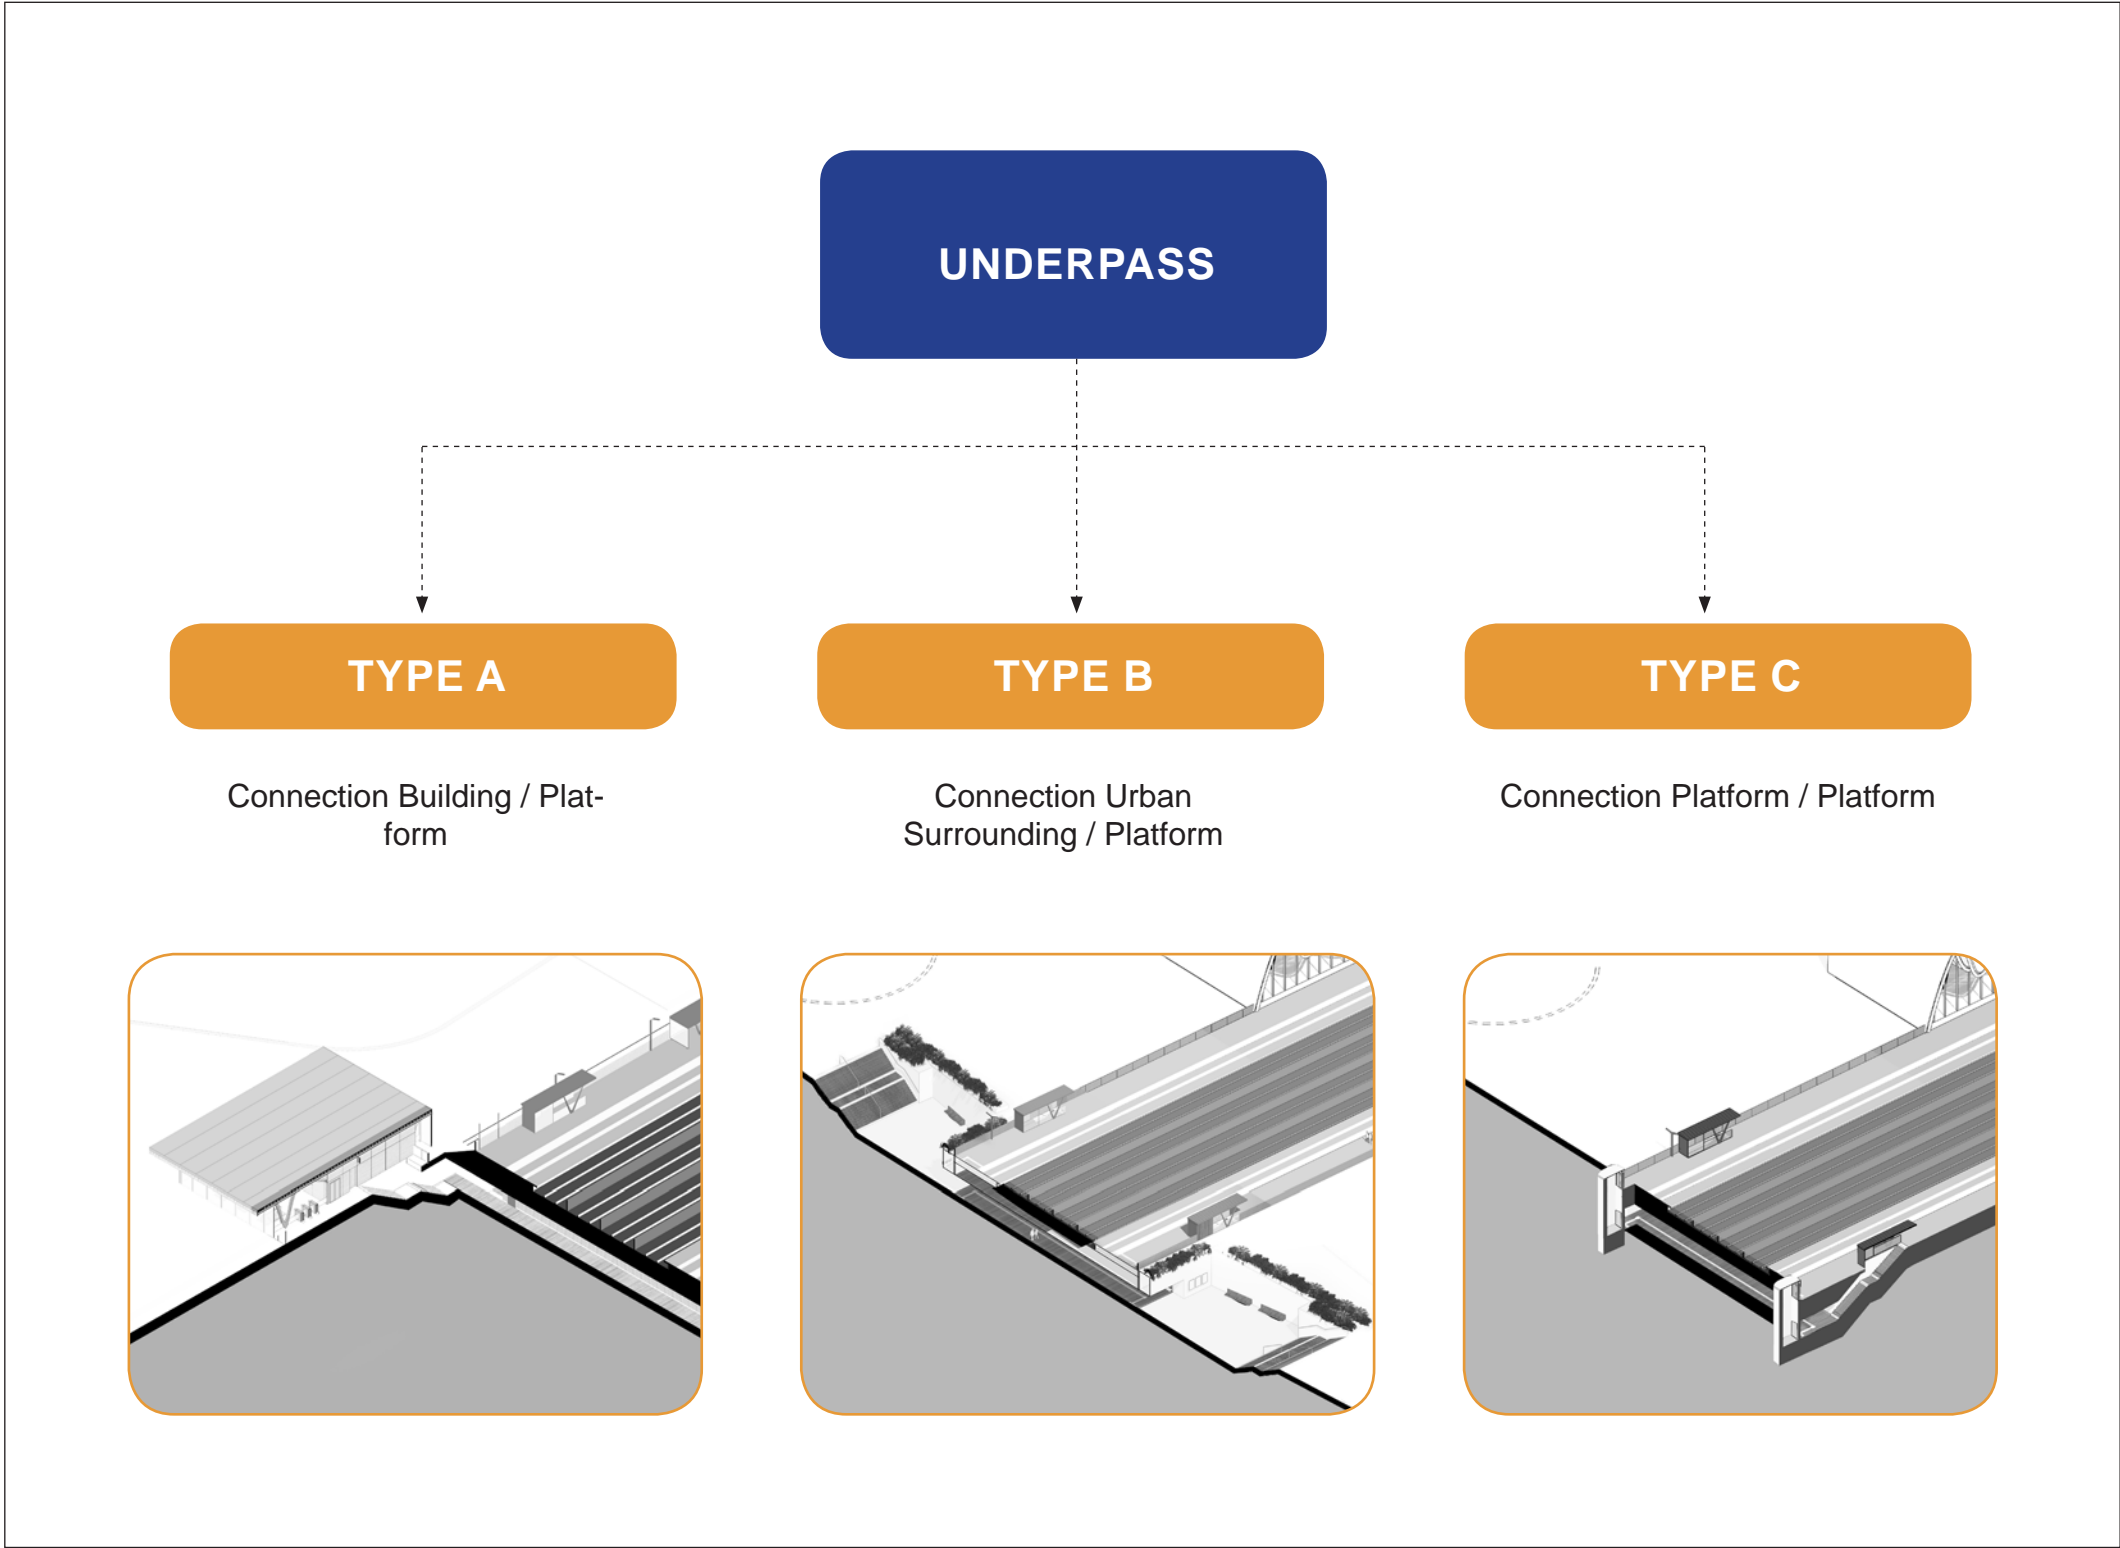 UNDERPASS
TYPE A
TYPE B
TYPE C
Connection Building / Plat-
form
Connection Urban
Surrounding / Platform
Connection Platform / Platform